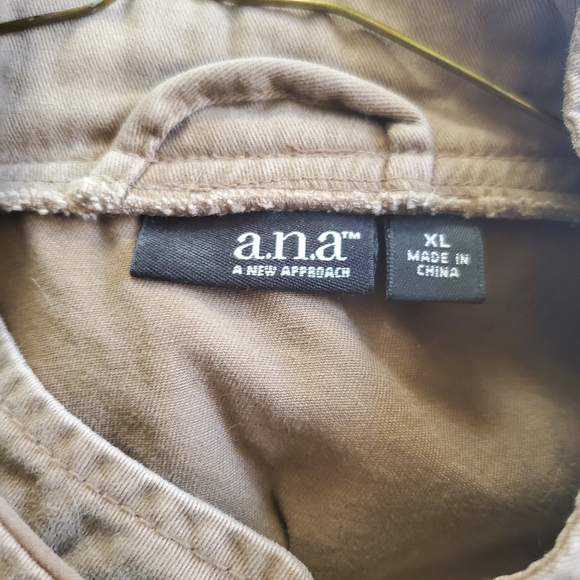 a.n.a™
A NEW APPROACH
XL
MADE IN
CHINA